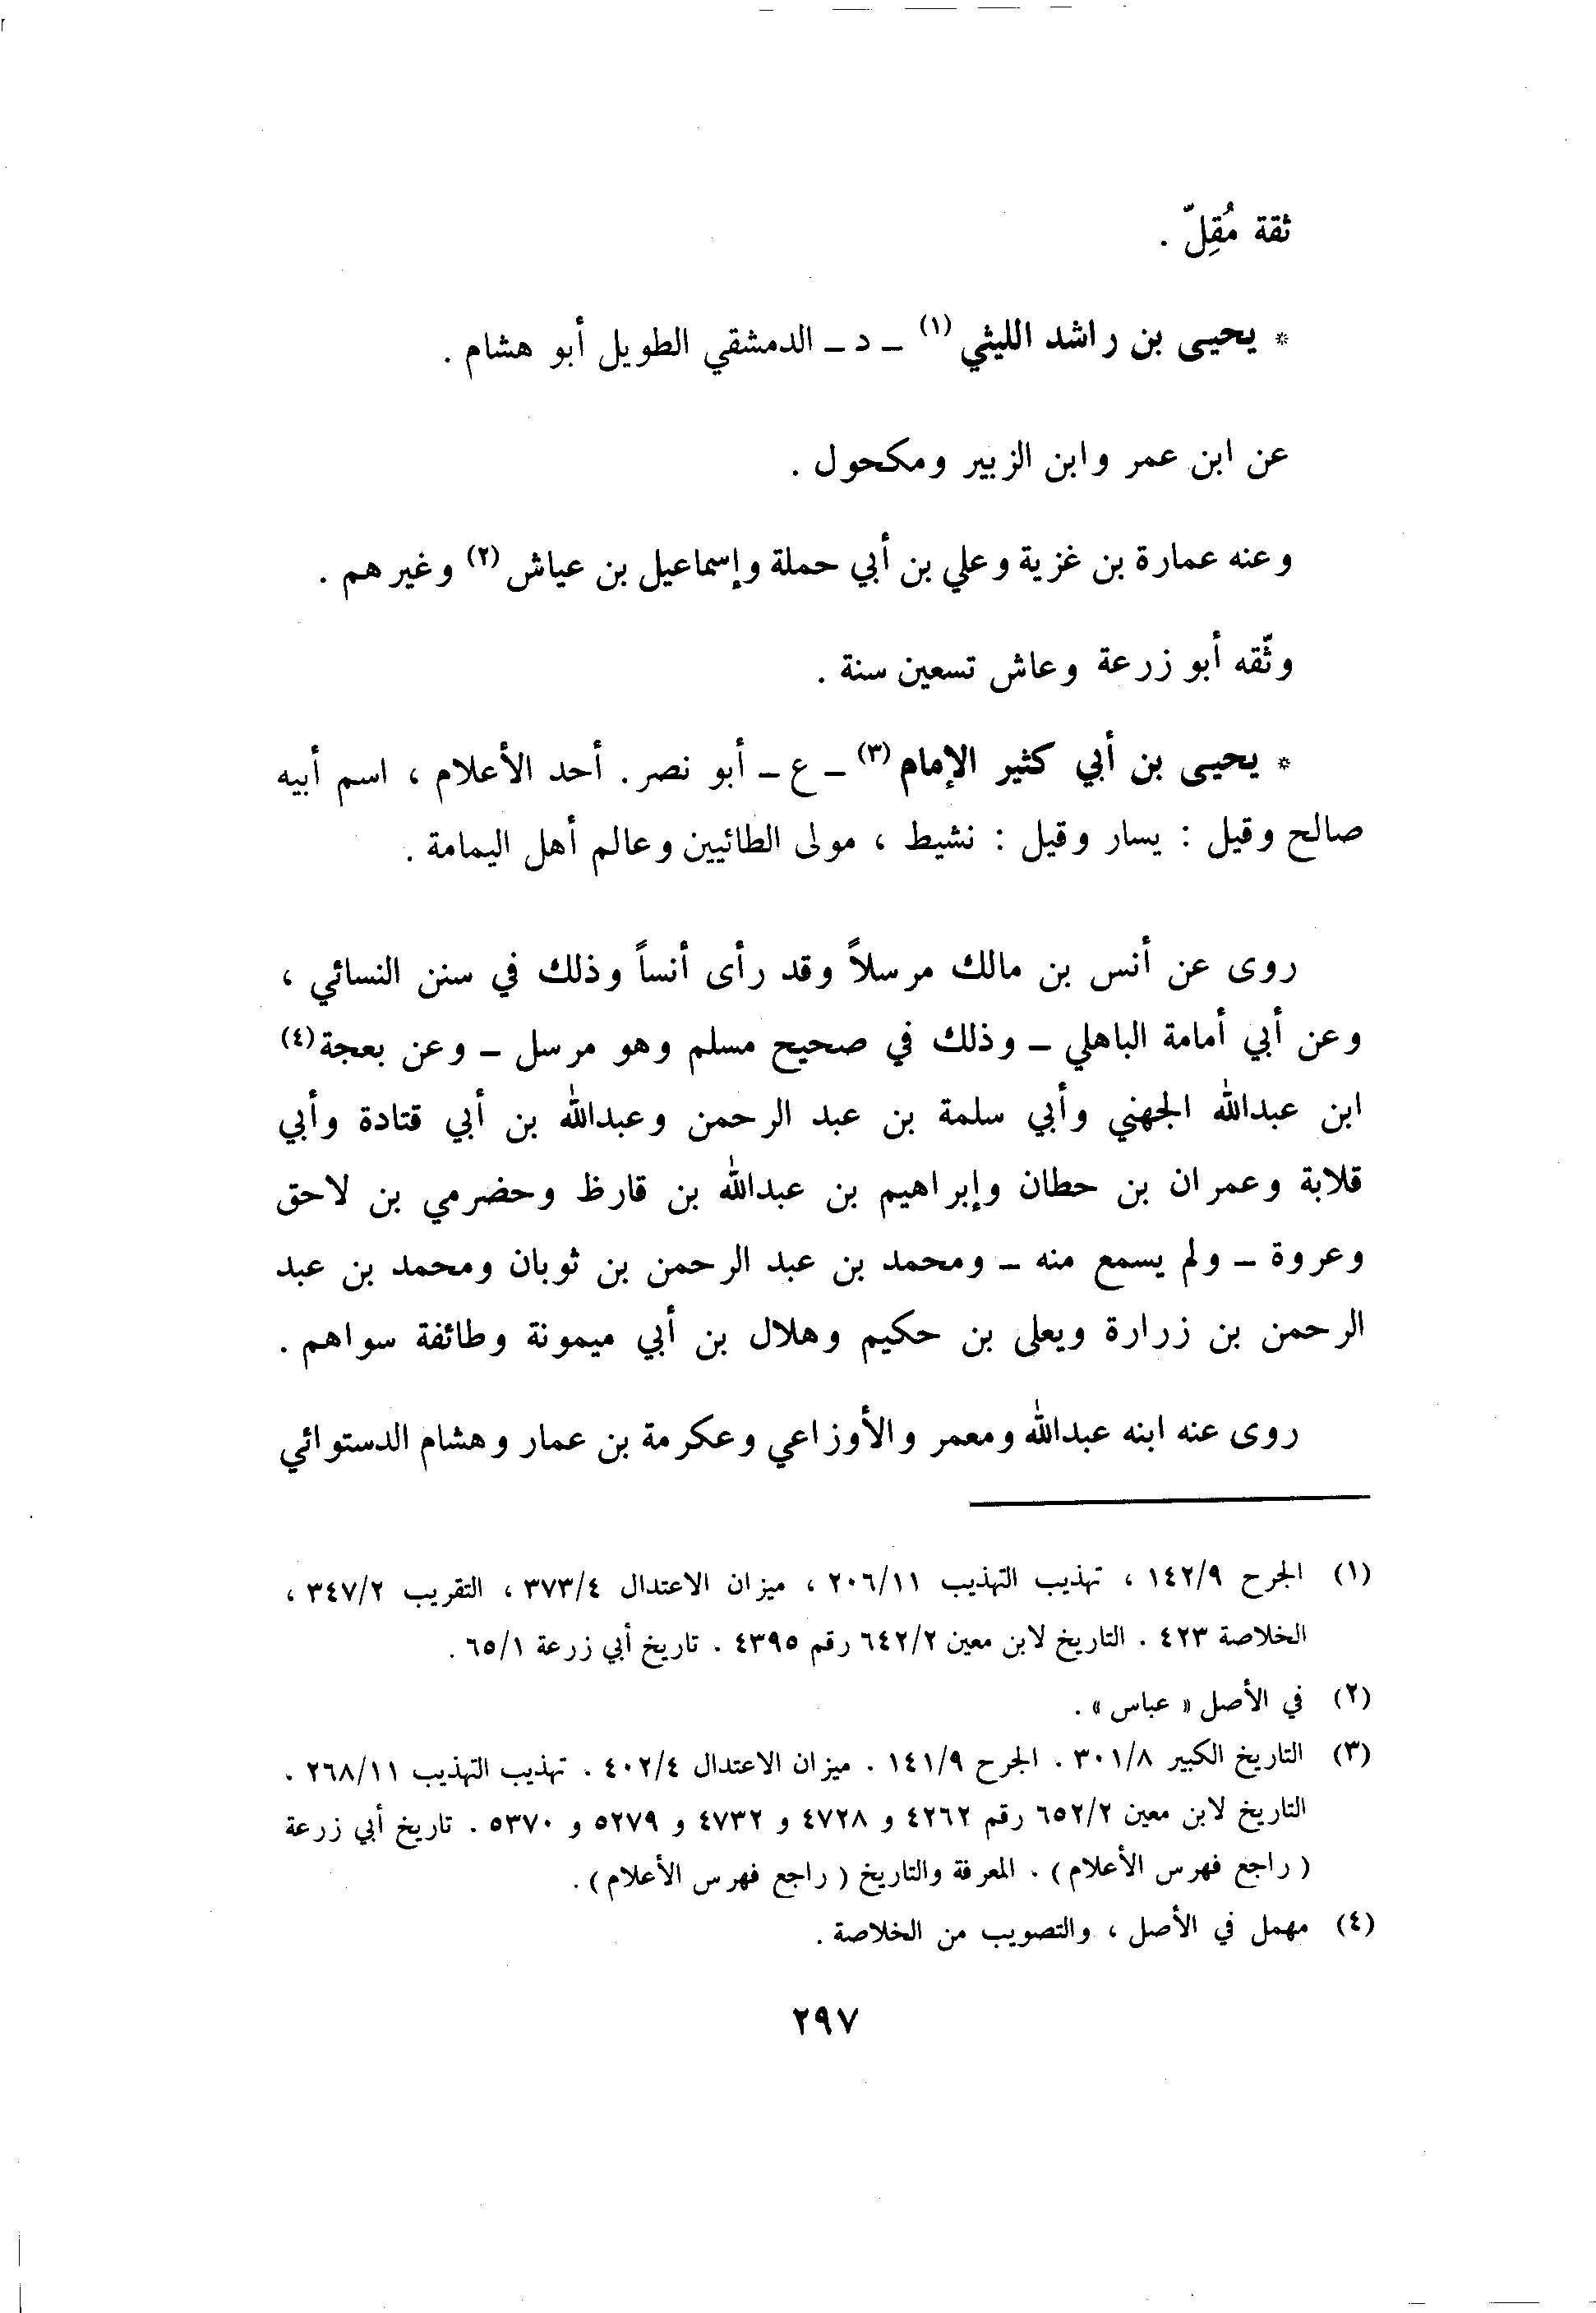 ثقة مُقِلّ .
* يحيى بن راشد الليثي (١) ـ د ـ الدمشقي الطويل أبو هشام .
عن ابن عمر وابن الزبير ومكحول .
وعنه عمارة بن غزية وعلي بن أبي حملة وإسماعيل بن عياش (٢) وغيرهم .
وثّقه أبو زرعة وعاش تسعين سنة .
* يحيى بن أبي كثير الإمام (٣) ـ ع ـ أبو نصر . أحد الأعلام ، اسم أبيه
صالح وقيل : يسار وقيل : نشيط ، مولى الطائيين وعالم أهل اليمامة .
روى عن أنس بن مالك مرسلاً وقد رأى أنساً وذلك في سنن النسائي ،
وعن أبي أمامة الباهلي ـ وذلك في صحيح مسلم وهو مرسل ـ وعن بعجة (٤)
ابن عبدالله الجهني وأبي سلمة بن عبد الرحمن وعبدالله بن أبي قتادة وأبي
قلابة وعمران بن حطان وإبراهيم بن عبدالله بن قارظ وحضرمي بن لاحق
وعروة ـ ولم يسمع منه ـ ومحمد بن عبد الرحمن بن ثوبان ومحمد بن عبد
الرحمن بن زرارة ويعلى بن حكيم وهلال بن أبي ميمونة وطائفة سواهم .
روى عنه ابنه عبدالله ومعمر والأوزاعي وعكرمة بن عمار وهشام الدستوائي
(١) الجرح ١٤٢/٩ ، تهذيب التهذيب ٢٠٦/١١ ، ميزان الاعتدال ٣٧٣/٤ ، التقريب ٣٤٧/٢ ،
الخلاصة ٤٢٣ . التاريخ لابن معين ٦٤٢/٢ رقم ٤٣٩٥ . تاريخ أبي زرعة ٦٥/١ .
(٢) في الأصل « عباس » .
(٣) التاريخ الكبير ٣٠١/٨ . الجرح ١٤١/٩ . ميزان الاعتدال ٤٠٢/٤ . تهذيب التهذيب ٢٦٨/١١ .
التاريخ لابن معين ٦٥٢/٢ رقم ٤٢٦٢ و ٤٧٢٨ و ٤٧٣٢ و ٥٢٧٩ و ٥٣٧٠ . تاريخ أبي زرعة
( راجع فهرس الأعلام ) . المعرفة والتاريخ ( راجع فهرس الأعلام ) .
(٤) مهمل في الأصل ، والتصويب من الخلاصة .
٢٩٧